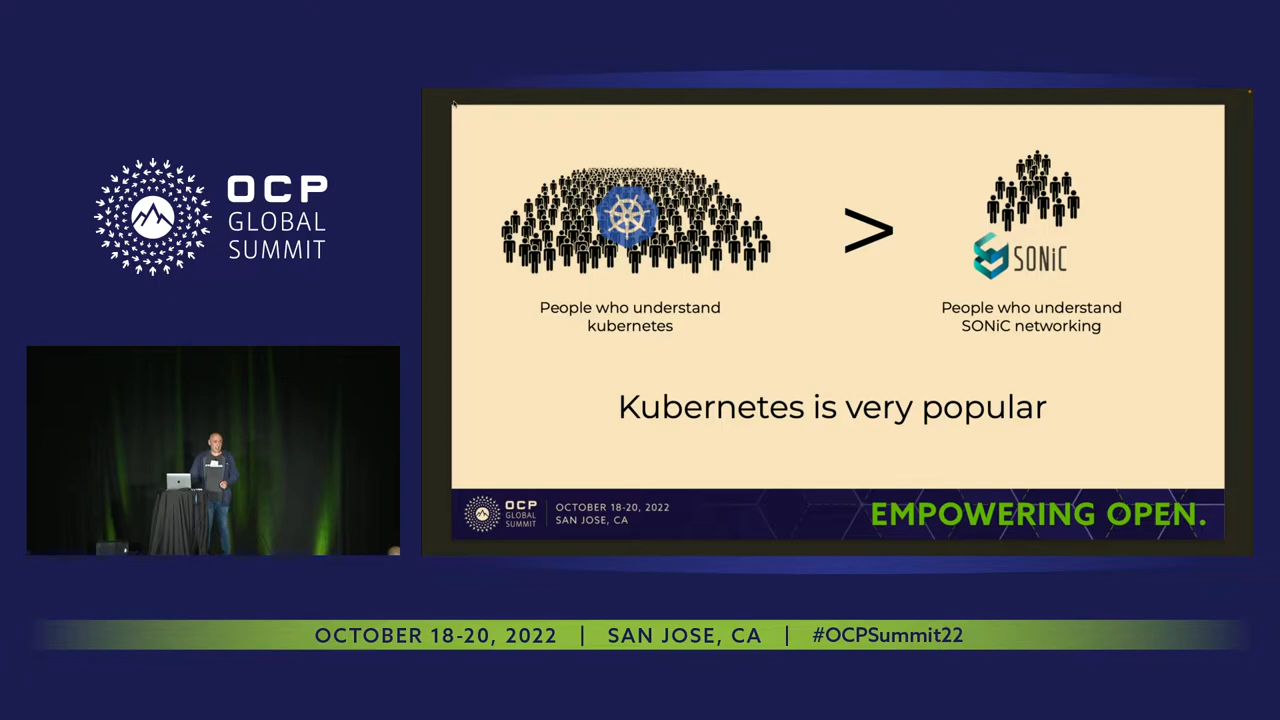 OCP
GLOBAL
SUMMIT
>
SONiC
People who understand
kubernetes
People who understand
SONiC networking
Kubernetes is very popular
OCP
GLOBAL
SUMMIT
OCTOBER 18-20, 2022
SAN JOSE, CA
EMPOWERING OPEN.
OCTOBER 18-20, 2022 | SAN JOSE, CA | #OCPSummit22